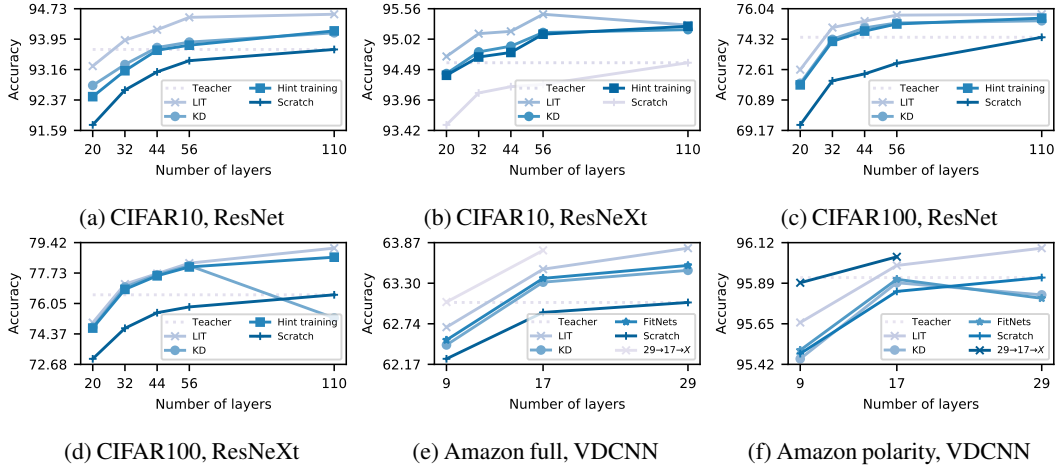 94.73
93.95
93.16
92.37
91.59
Accuracy
Teacher
LIT
KD
Hint training
Scratch
20 32 44 56 110
Number of layers
(a) CIFAR10, ResNet
95.56
95.02
94.49
93.96
93.42
Accuracy
Teacher
LIT
KD
Hint training
Scratch
20 32 44 56 110
Number of layers
(b) CIFAR10, ResNeXt
76.04
74.32
72.61
70.89
69.17
Accuracy
Teacher
LIT
KD
Hint training
Scratch
20 32 44 56 110
Number of layers
(c) CIFAR100, ResNet
79.42
77.73
76.05
74.37
72.68
Accuracy
Teacher
LIT
KD
Hint training
Scratch
20 32 44 56 110
Number of layers
(d) CIFAR100, ResNeXt
63.87
63.30
62.74
62.17
Accuracy
Teacher
LIT
KD
FitNets
Scratch
29→17→X
9 17 29
Number of layers
(e) Amazon full, VDCNN
96.12
95.89
95.65
95.42
Accuracy
Teacher
LIT
KD
FitNets
Scratch
29→17→X
9 17 29
Number of layers
(f) Amazon polarity, VDCNN